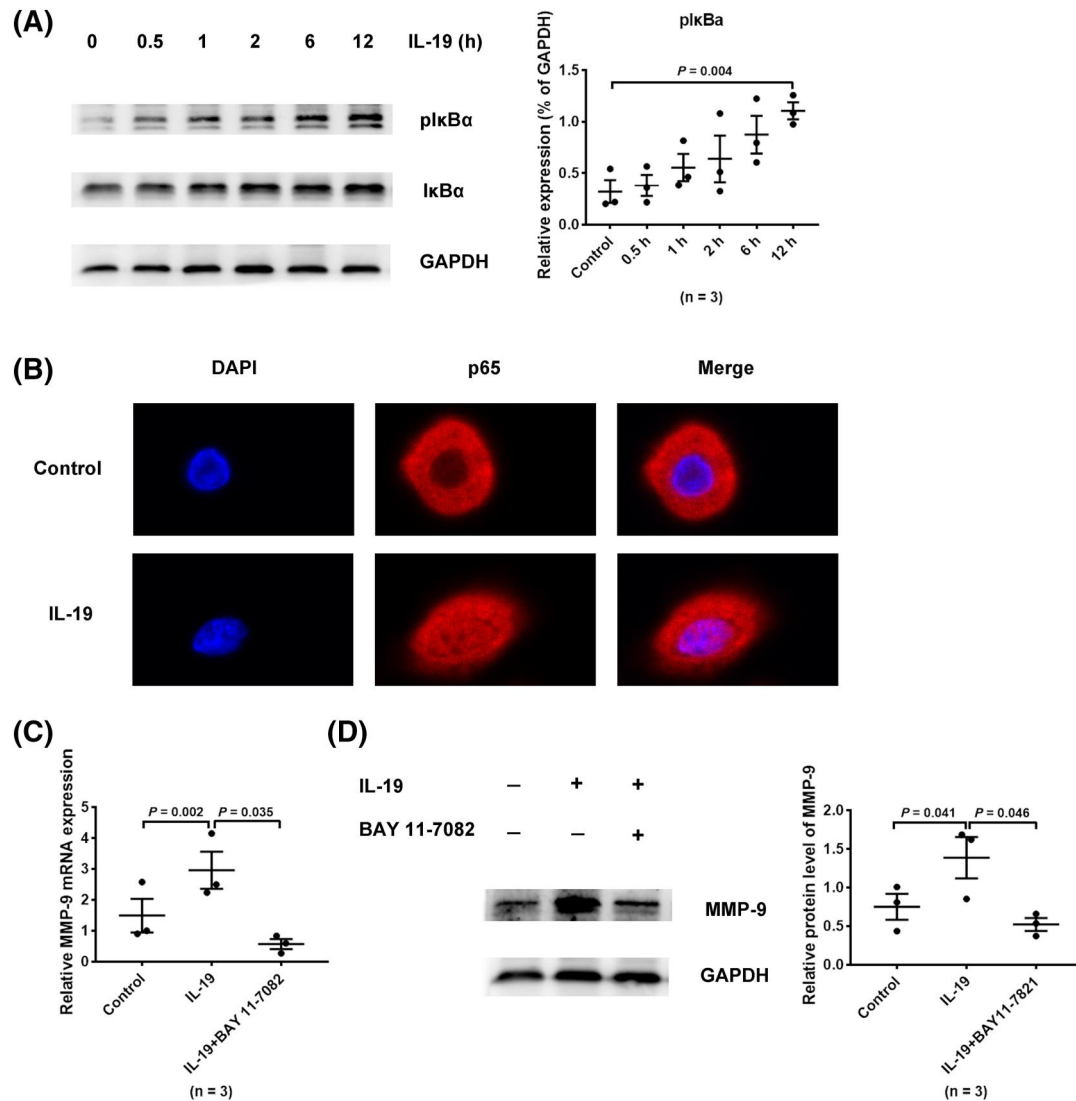 (A)
0 0.5 1 2 6 12 IL-19 (h)
pIκBα
IκBα
GAPDH
pIκBa
Relative expression (% of GAPDH)
1.5
1.0
0.5
0.0
P = 0.004
Control 0.5 h 1 h 2 h 6 h 12 h
(n = 3)
(B)
DAPI p65 Merge
Control
IL-19
(C)
Relative MMP-9 mRNA expression
5
4
3
2
1
0
P = 0.002 P = 0.035
Control IL-19 IL-19+BAY 11-7082
(n = 3)
(D)
IL-19 – + +
BAY 11-7082 – – +
MMP-9
GAPDH
Relative protein level of MMP-9
2.0
1.5
1.0
0.5
0.0
P = 0.041 P = 0.046
Control IL-19 IL-19+BAY11-7821
(n = 3)